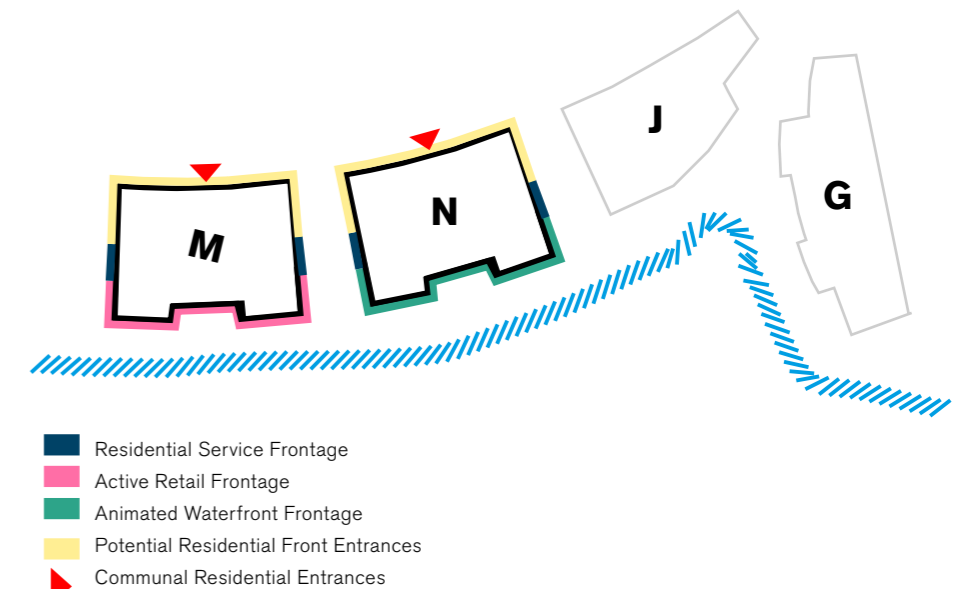 J
G
N
M
Residential Service Frontage
Active Retail Frontage
Animated Waterfront Frontage
Potential Residential Front Entrances
Communal Residential Entrances